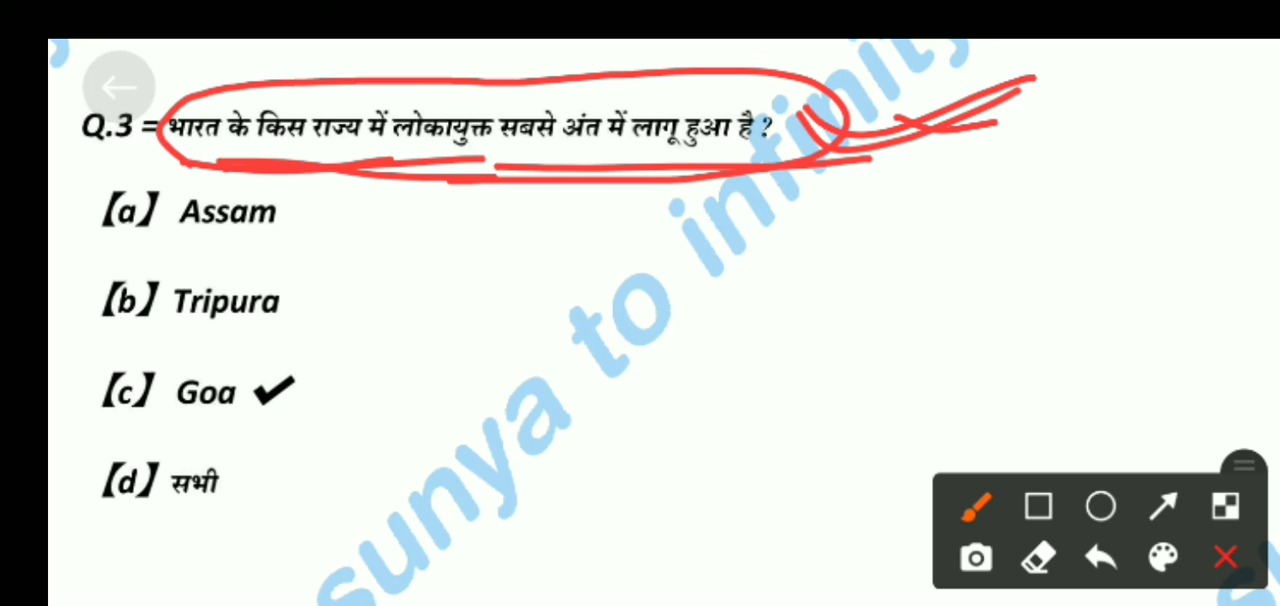 Q.3 = भारत के किस राज्य में लोकायुक्त सबसे अंत में लागू हुआ है ?
【a】 Assam
【b】 Tripura
【c】 Goa ✔
【d】 सभी
sunya to infinity